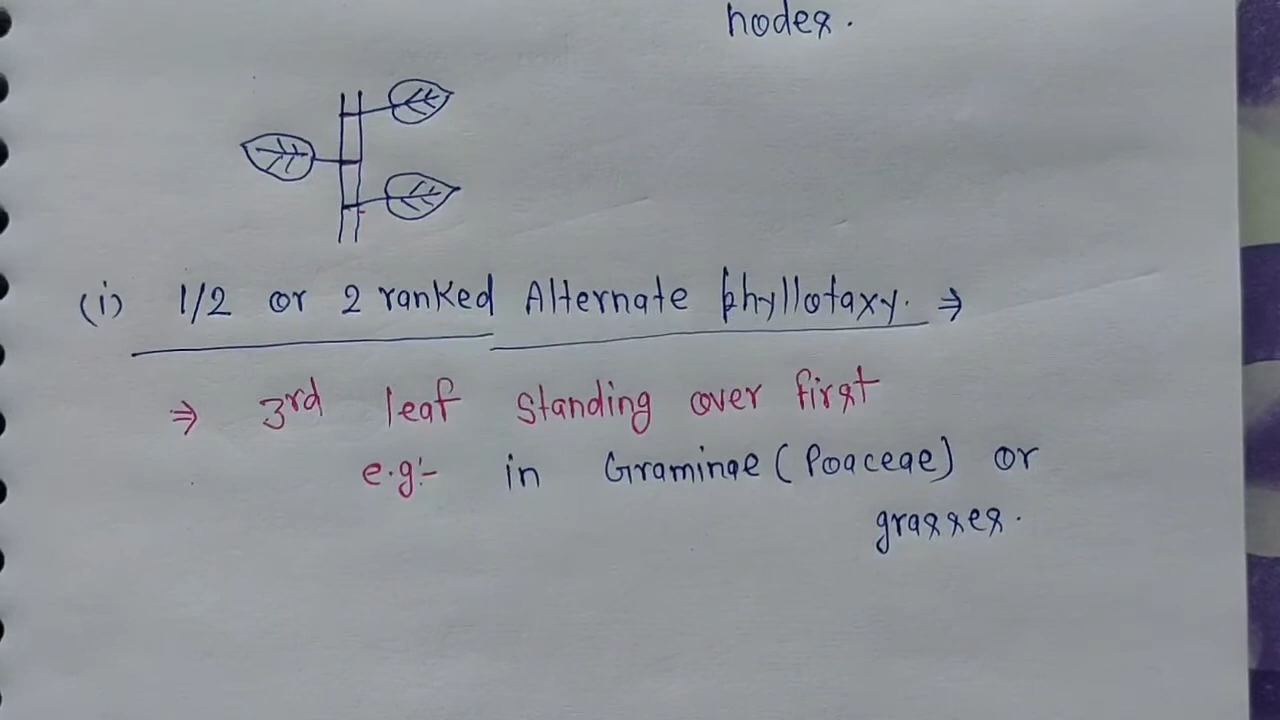 nodes.
(i) 1/2 or 2 ranked Alternate phyllotaxy. ⇒
⇒ 3rd leaf standing over first
e.g:- in Graminae (Poaceae) or
grasses.